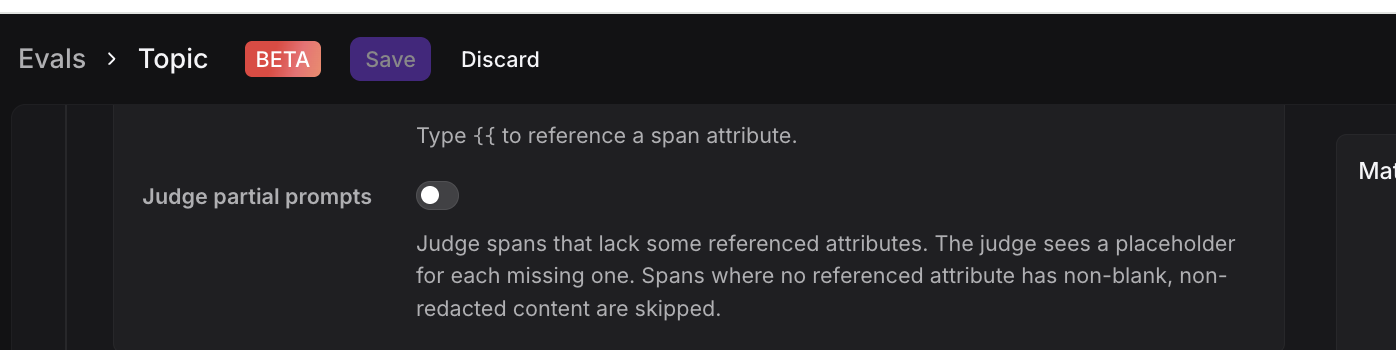 Evals > Topic BETA Save Discard
Type {{ to reference a span attribute.
Mat
Judge partial prompts
Judge spans that lack some referenced attributes. The judge sees a placeholder
for each missing one. Spans where no referenced attribute has non-blank, non-
redacted content are skipped.